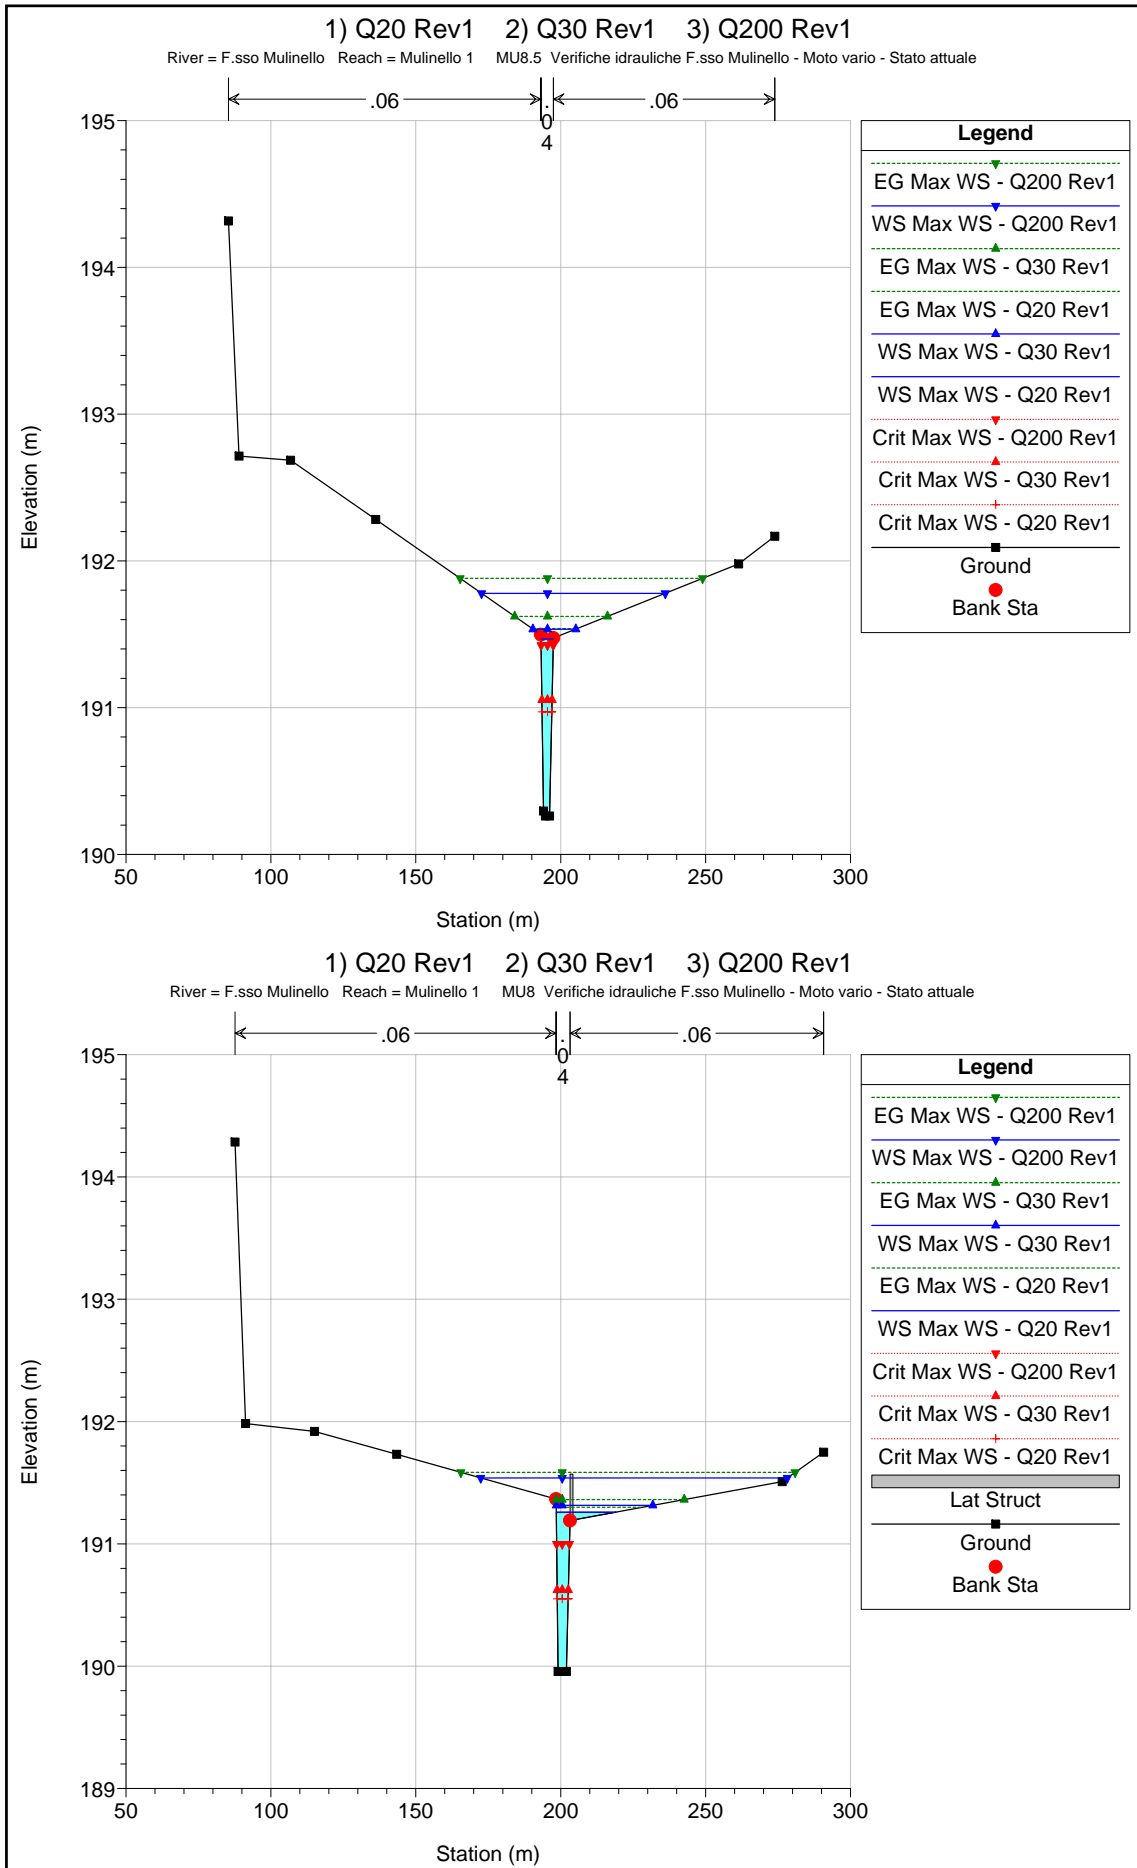 1) Q20 Rev1 2) Q30 Rev1 3) Q200 Rev1
River = F.sso Mulinello Reach = Mulinello 1 MU8.5 Verifiche idrauliche F.sso Mulinello - Moto vario - Stato attuale
.06
.04
.06
195
194
193
192
191
190
Elevation (m)
50
100
150
200
250
300
Station (m)
Legend
EG Max WS - Q200 Rev1
WS Max WS - Q200 Rev1
EG Max WS - Q30 Rev1
EG Max WS - Q20 Rev1
WS Max WS - Q30 Rev1
WS Max WS - Q20 Rev1
Crit Max WS - Q200 Rev1
Crit Max WS - Q30 Rev1
Crit Max WS - Q20 Rev1
Ground
Bank Sta
1) Q20 Rev1 2) Q30 Rev1 3) Q200 Rev1
River = F.sso Mulinello Reach = Mulinello 1 MU8 Verifiche idrauliche F.sso Mulinello - Moto vario - Stato attuale
.06
.04
.06
195
194
193
192
191
190
189
Elevation (m)
50
100
150
200
250
300
Station (m)
Legend
EG Max WS - Q200 Rev1
WS Max WS - Q200 Rev1
EG Max WS - Q30 Rev1
WS Max WS - Q30 Rev1
EG Max WS - Q20 Rev1
WS Max WS - Q20 Rev1
Crit Max WS - Q200 Rev1
Crit Max WS - Q30 Rev1
Crit Max WS - Q20 Rev1
Lat Struct
Ground
Bank Sta